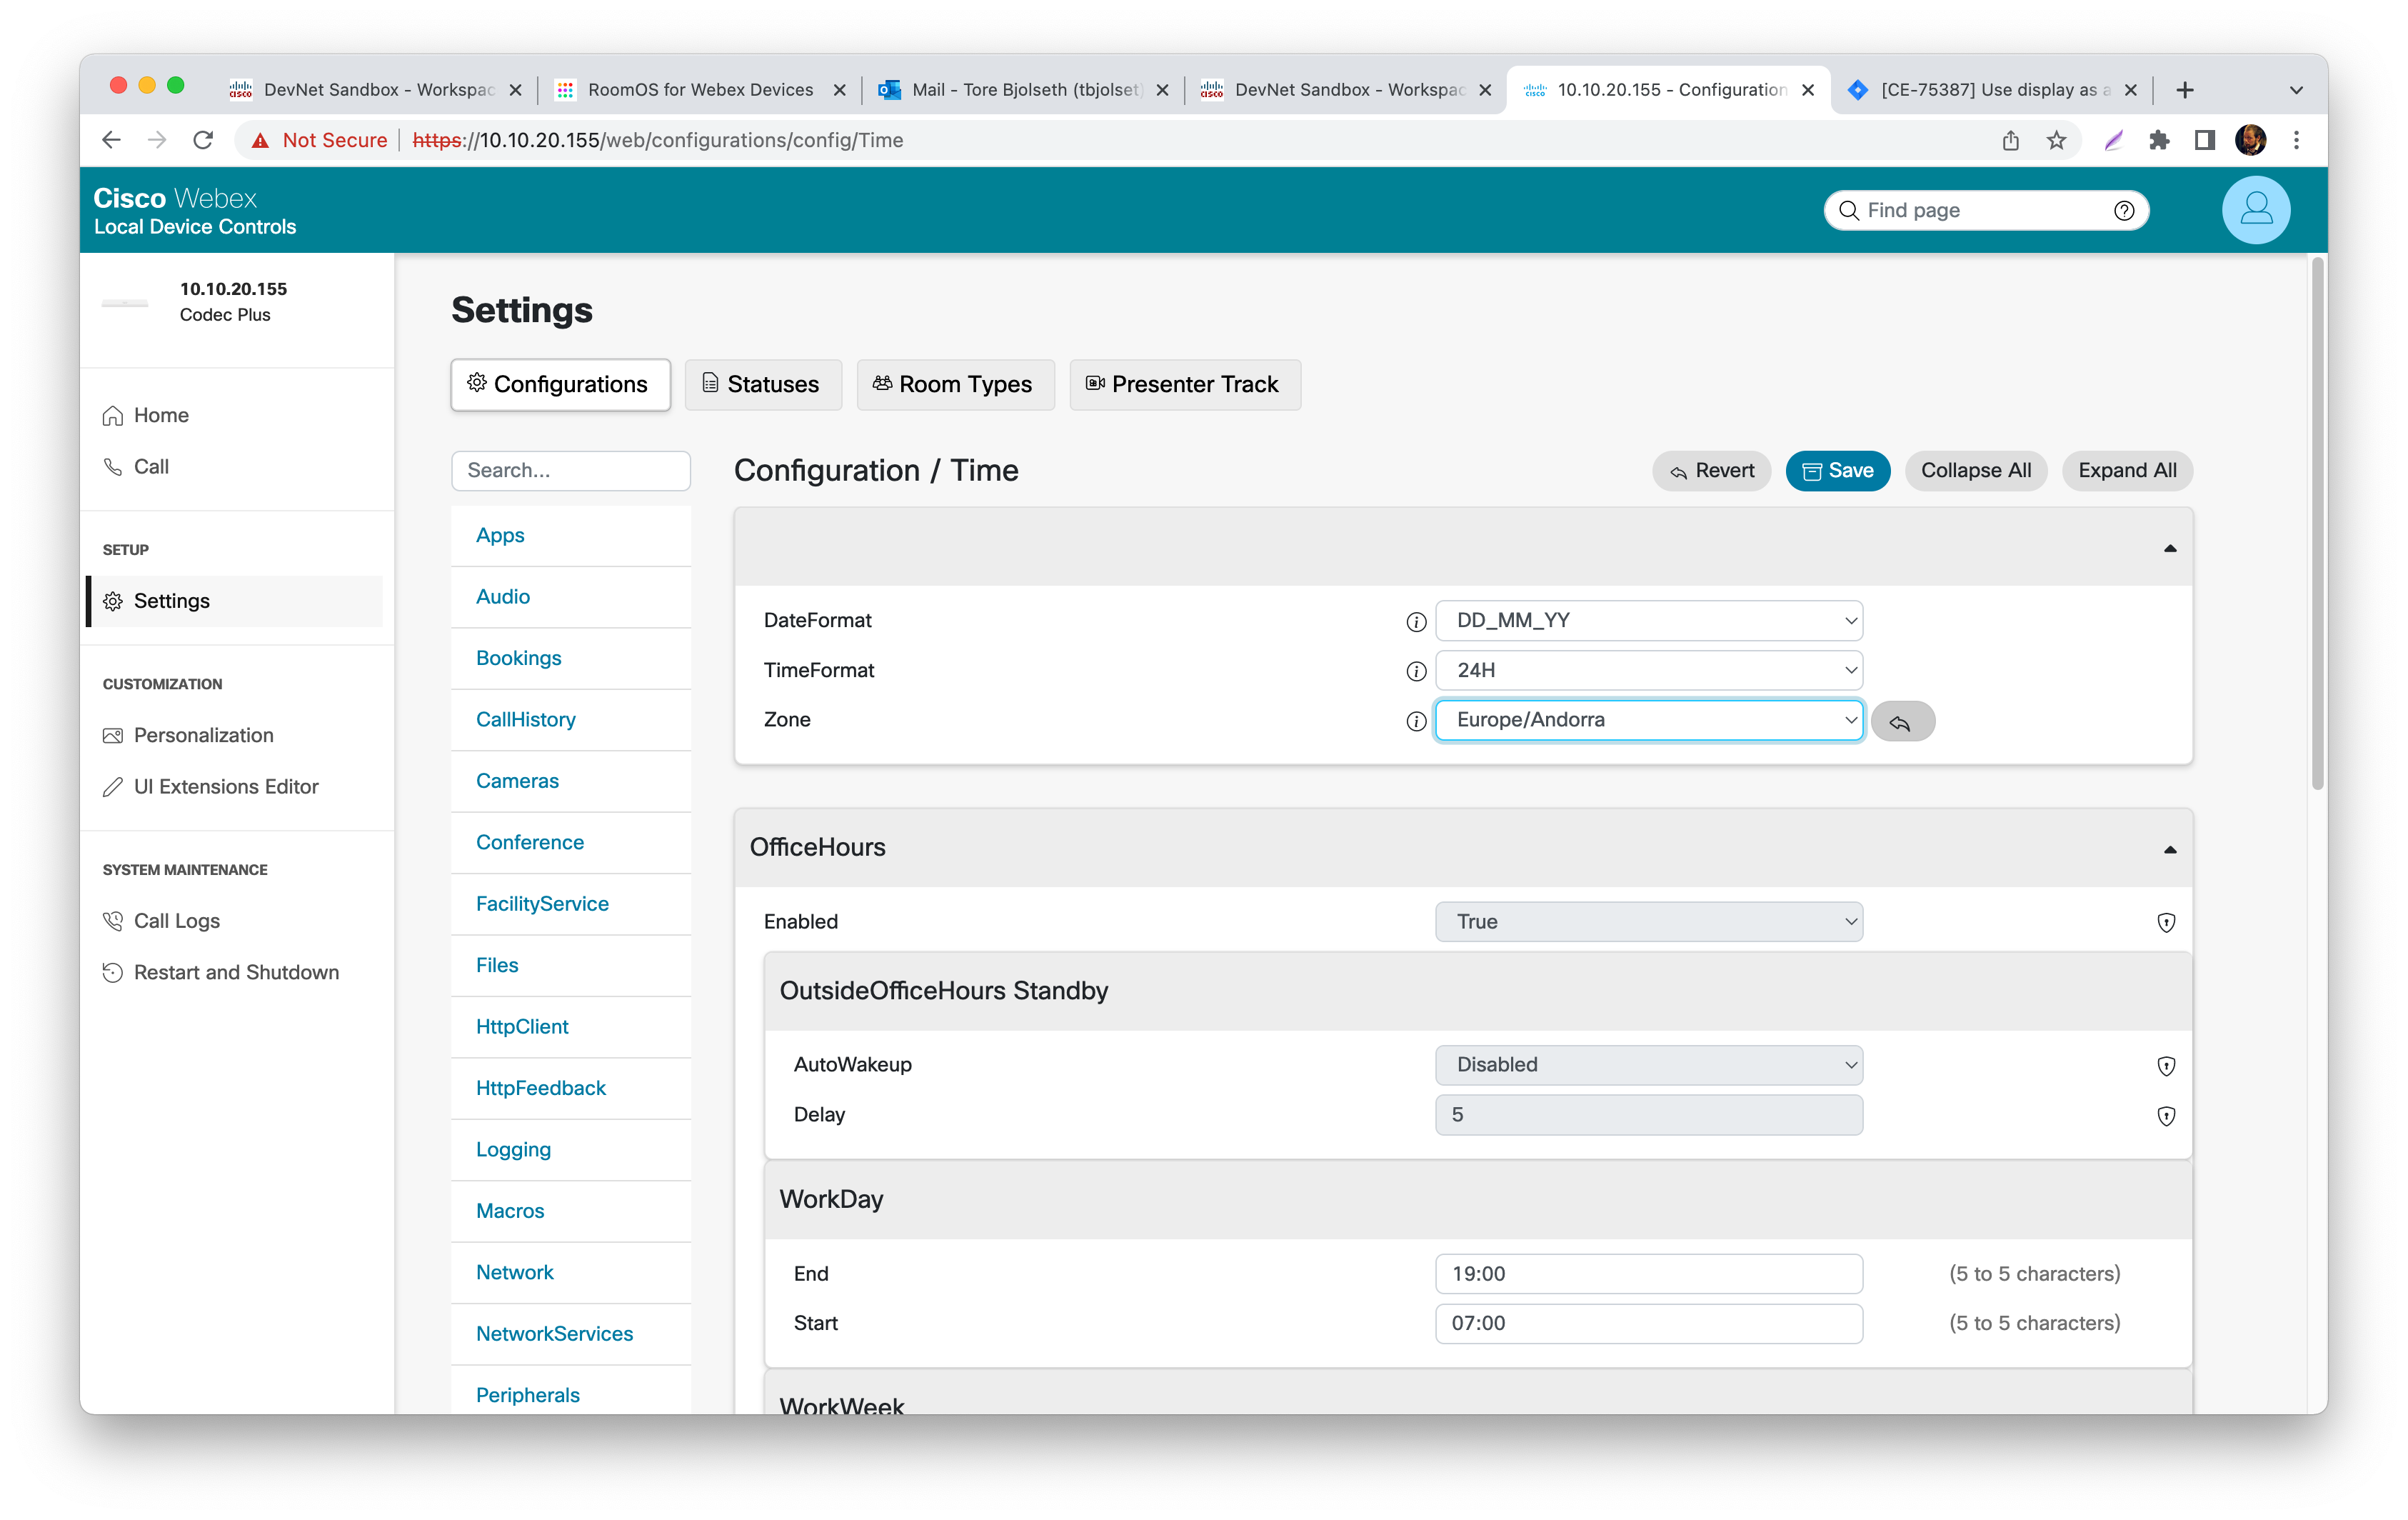 DevNet Sandbox - Workspac
RoomOS for Webex Devices
Mail - Tore Bjolseth (tbjolset)
DevNet Sandbox - Workspac
10.10.20.155 - Configuration
[CE-75387] Use display as a
Not Secure
https://10.10.20.155/web/configurations/config/Time
Cisco Webex
Local Device Controls
Find page
10.10.20.155
Codec Plus
Home
Call
SETUP
Settings
CUSTOMIZATION
Personalization
UI Extensions Editor
SYSTEM MAINTENANCE
Call Logs
Restart and Shutdown
Settings
Configurations
Statuses
Room Types
Presenter Track
Search...
Apps
Audio
Bookings
CallHistory
Cameras
Conference
FacilityService
Files
HttpClient
HttpFeedback
Logging
Macros
Network
NetworkServices
Peripherals
Configuration / Time
Revert
Save
Collapse All
Expand All
DateFormat
DD_MM_YY
TimeFormat
24H
Zone
Europe/Andorra
OfficeHours
Enabled
True
OutsideOfficeHours Standby
AutoWakeup
Disabled
Delay
5
WorkDay
End
19:00
(5 to 5 characters)
Start
07:00
(5 to 5 characters)
WorkWeek